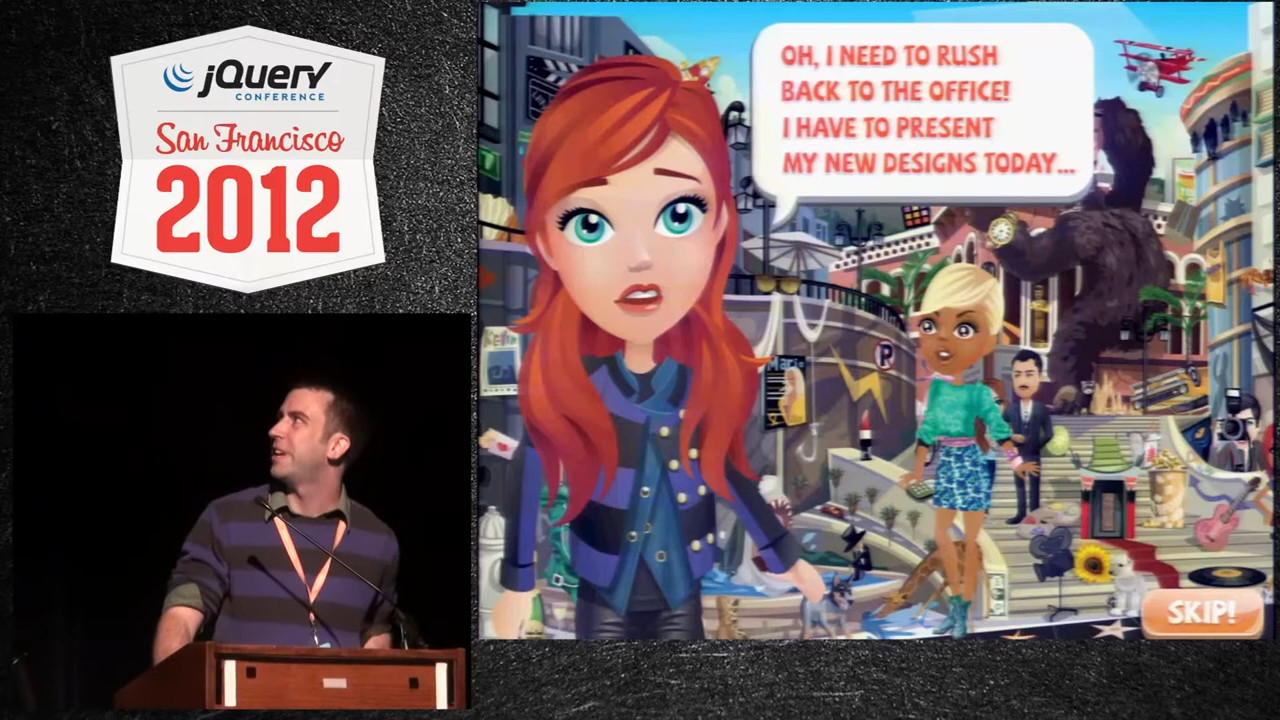 jQuery
CONFERENCE
San Francisco
2012
OH, I NEED TO RUSH
BACK TO THE OFFICE!
I HAVE TO PRESENT
MY NEW DESIGNS TODAY...
Mario
P
SKIP!